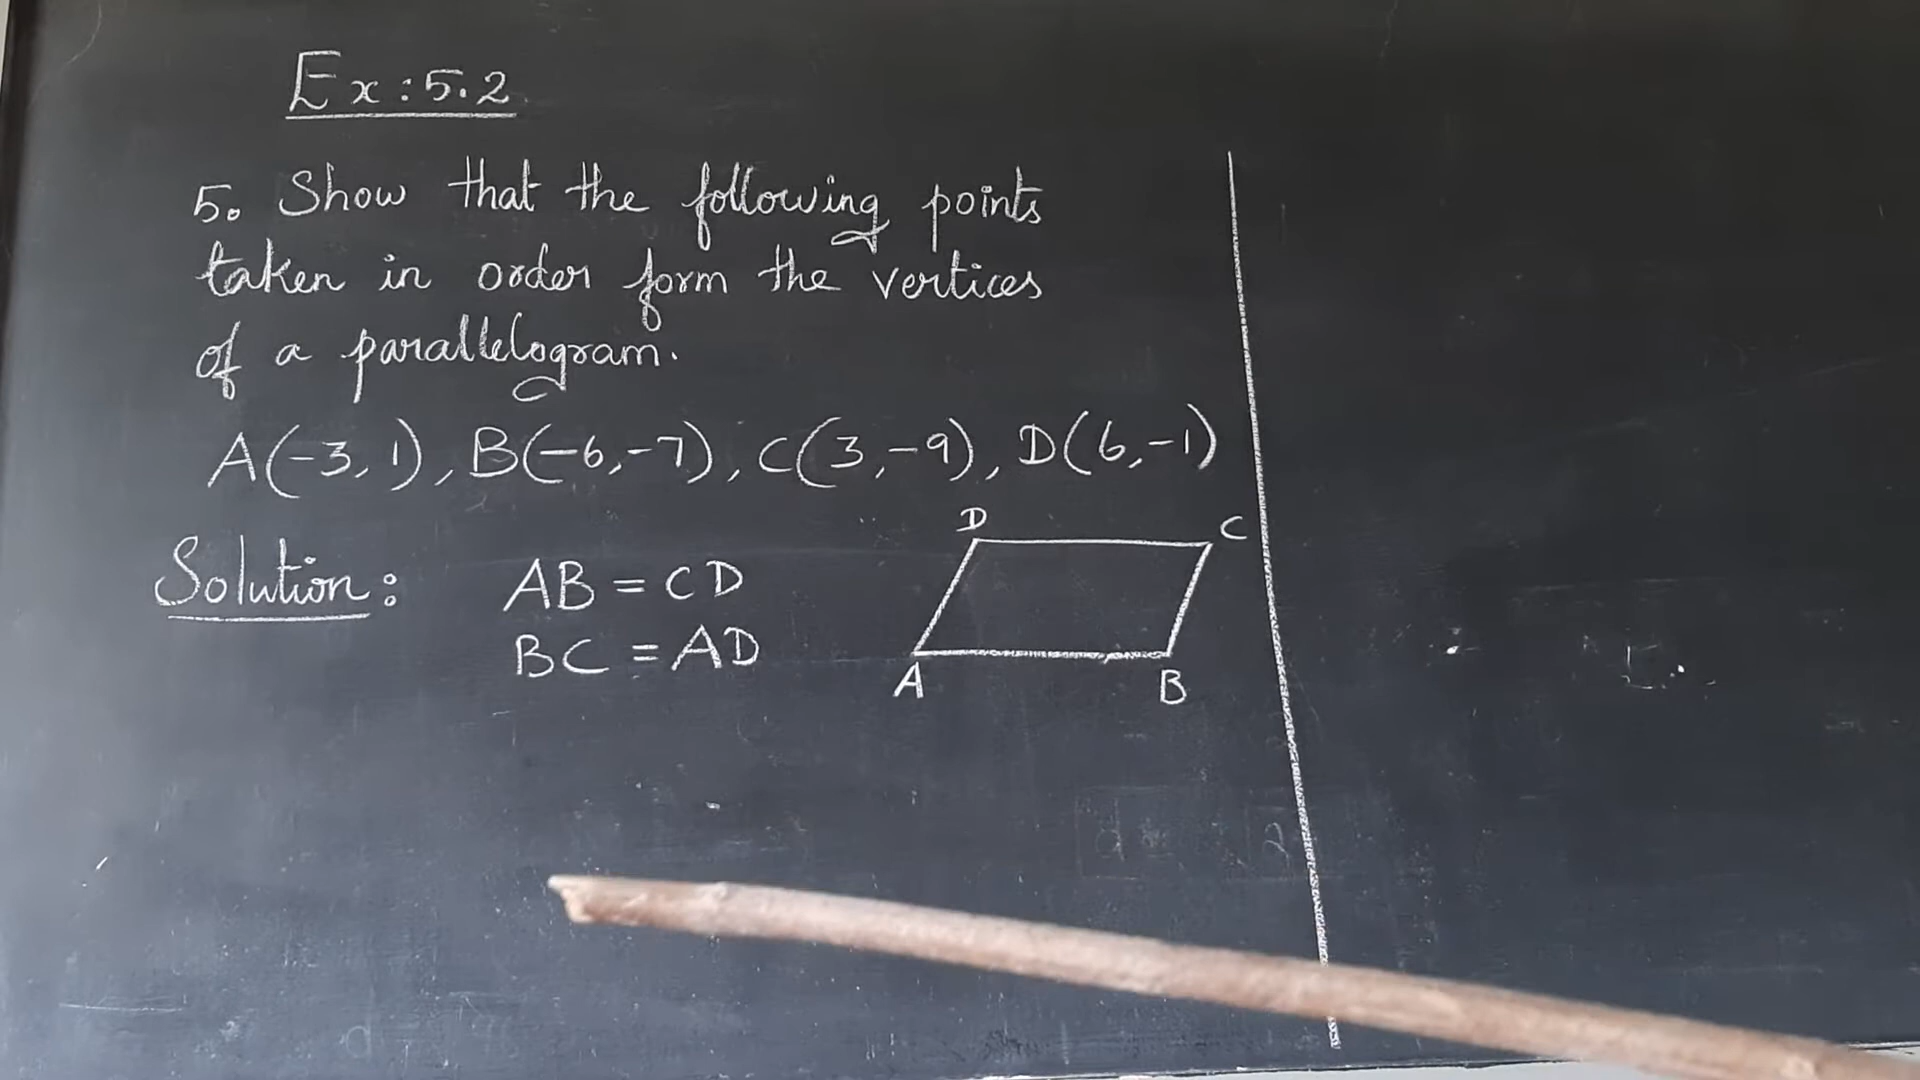 Ex:5.2
5. Show that the following points
taken in order form the vertices
of a parallelogram.
A(-3,1), B(-6,-7), C(3,-9), D(6,-1)
Solution:
AB = CD
BC = AD
D
C
A
B